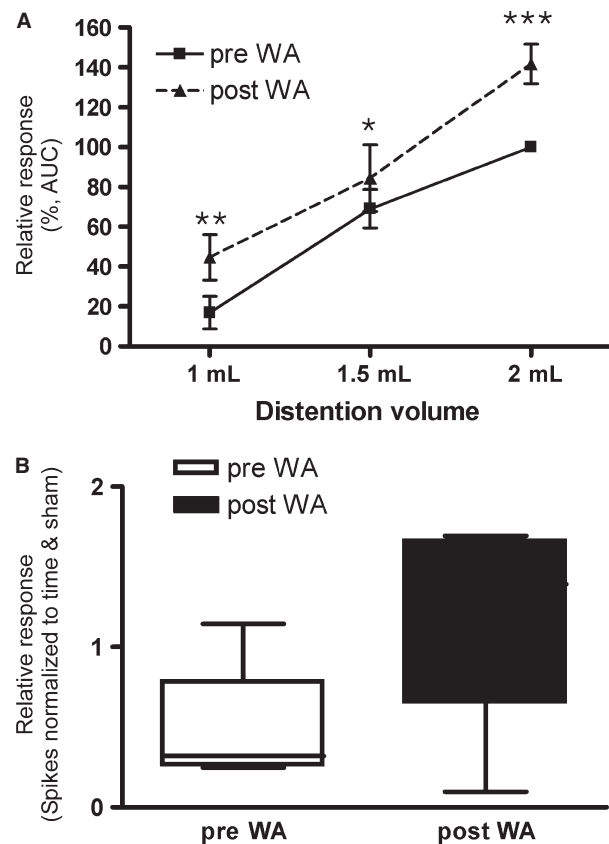 A
160
140
120
100
80
60
40
20
0
Relative response
(%, AUC)
pre WA
post WA
**
*
***
1 mL
1.5 mL
2 mL
Distention volume
B
pre WA
post WA
2
1
0
Relative response
(Spikes normalized to time & sham)
pre WA
post WA